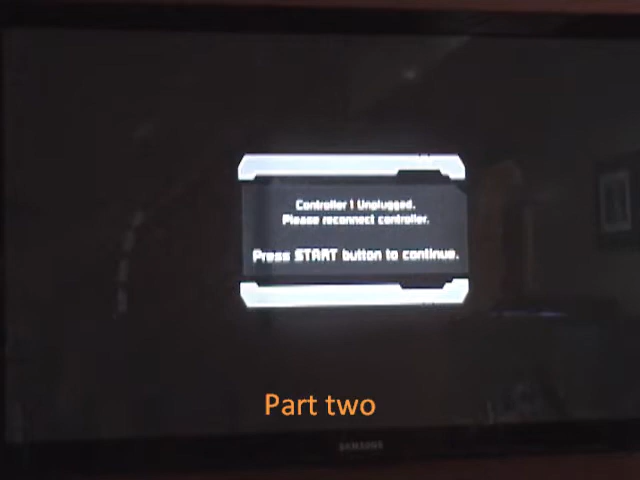 Controller 1 Unplugged.
Please reconnect controller.
Press START button to continue.
Part two
SAMSUNG